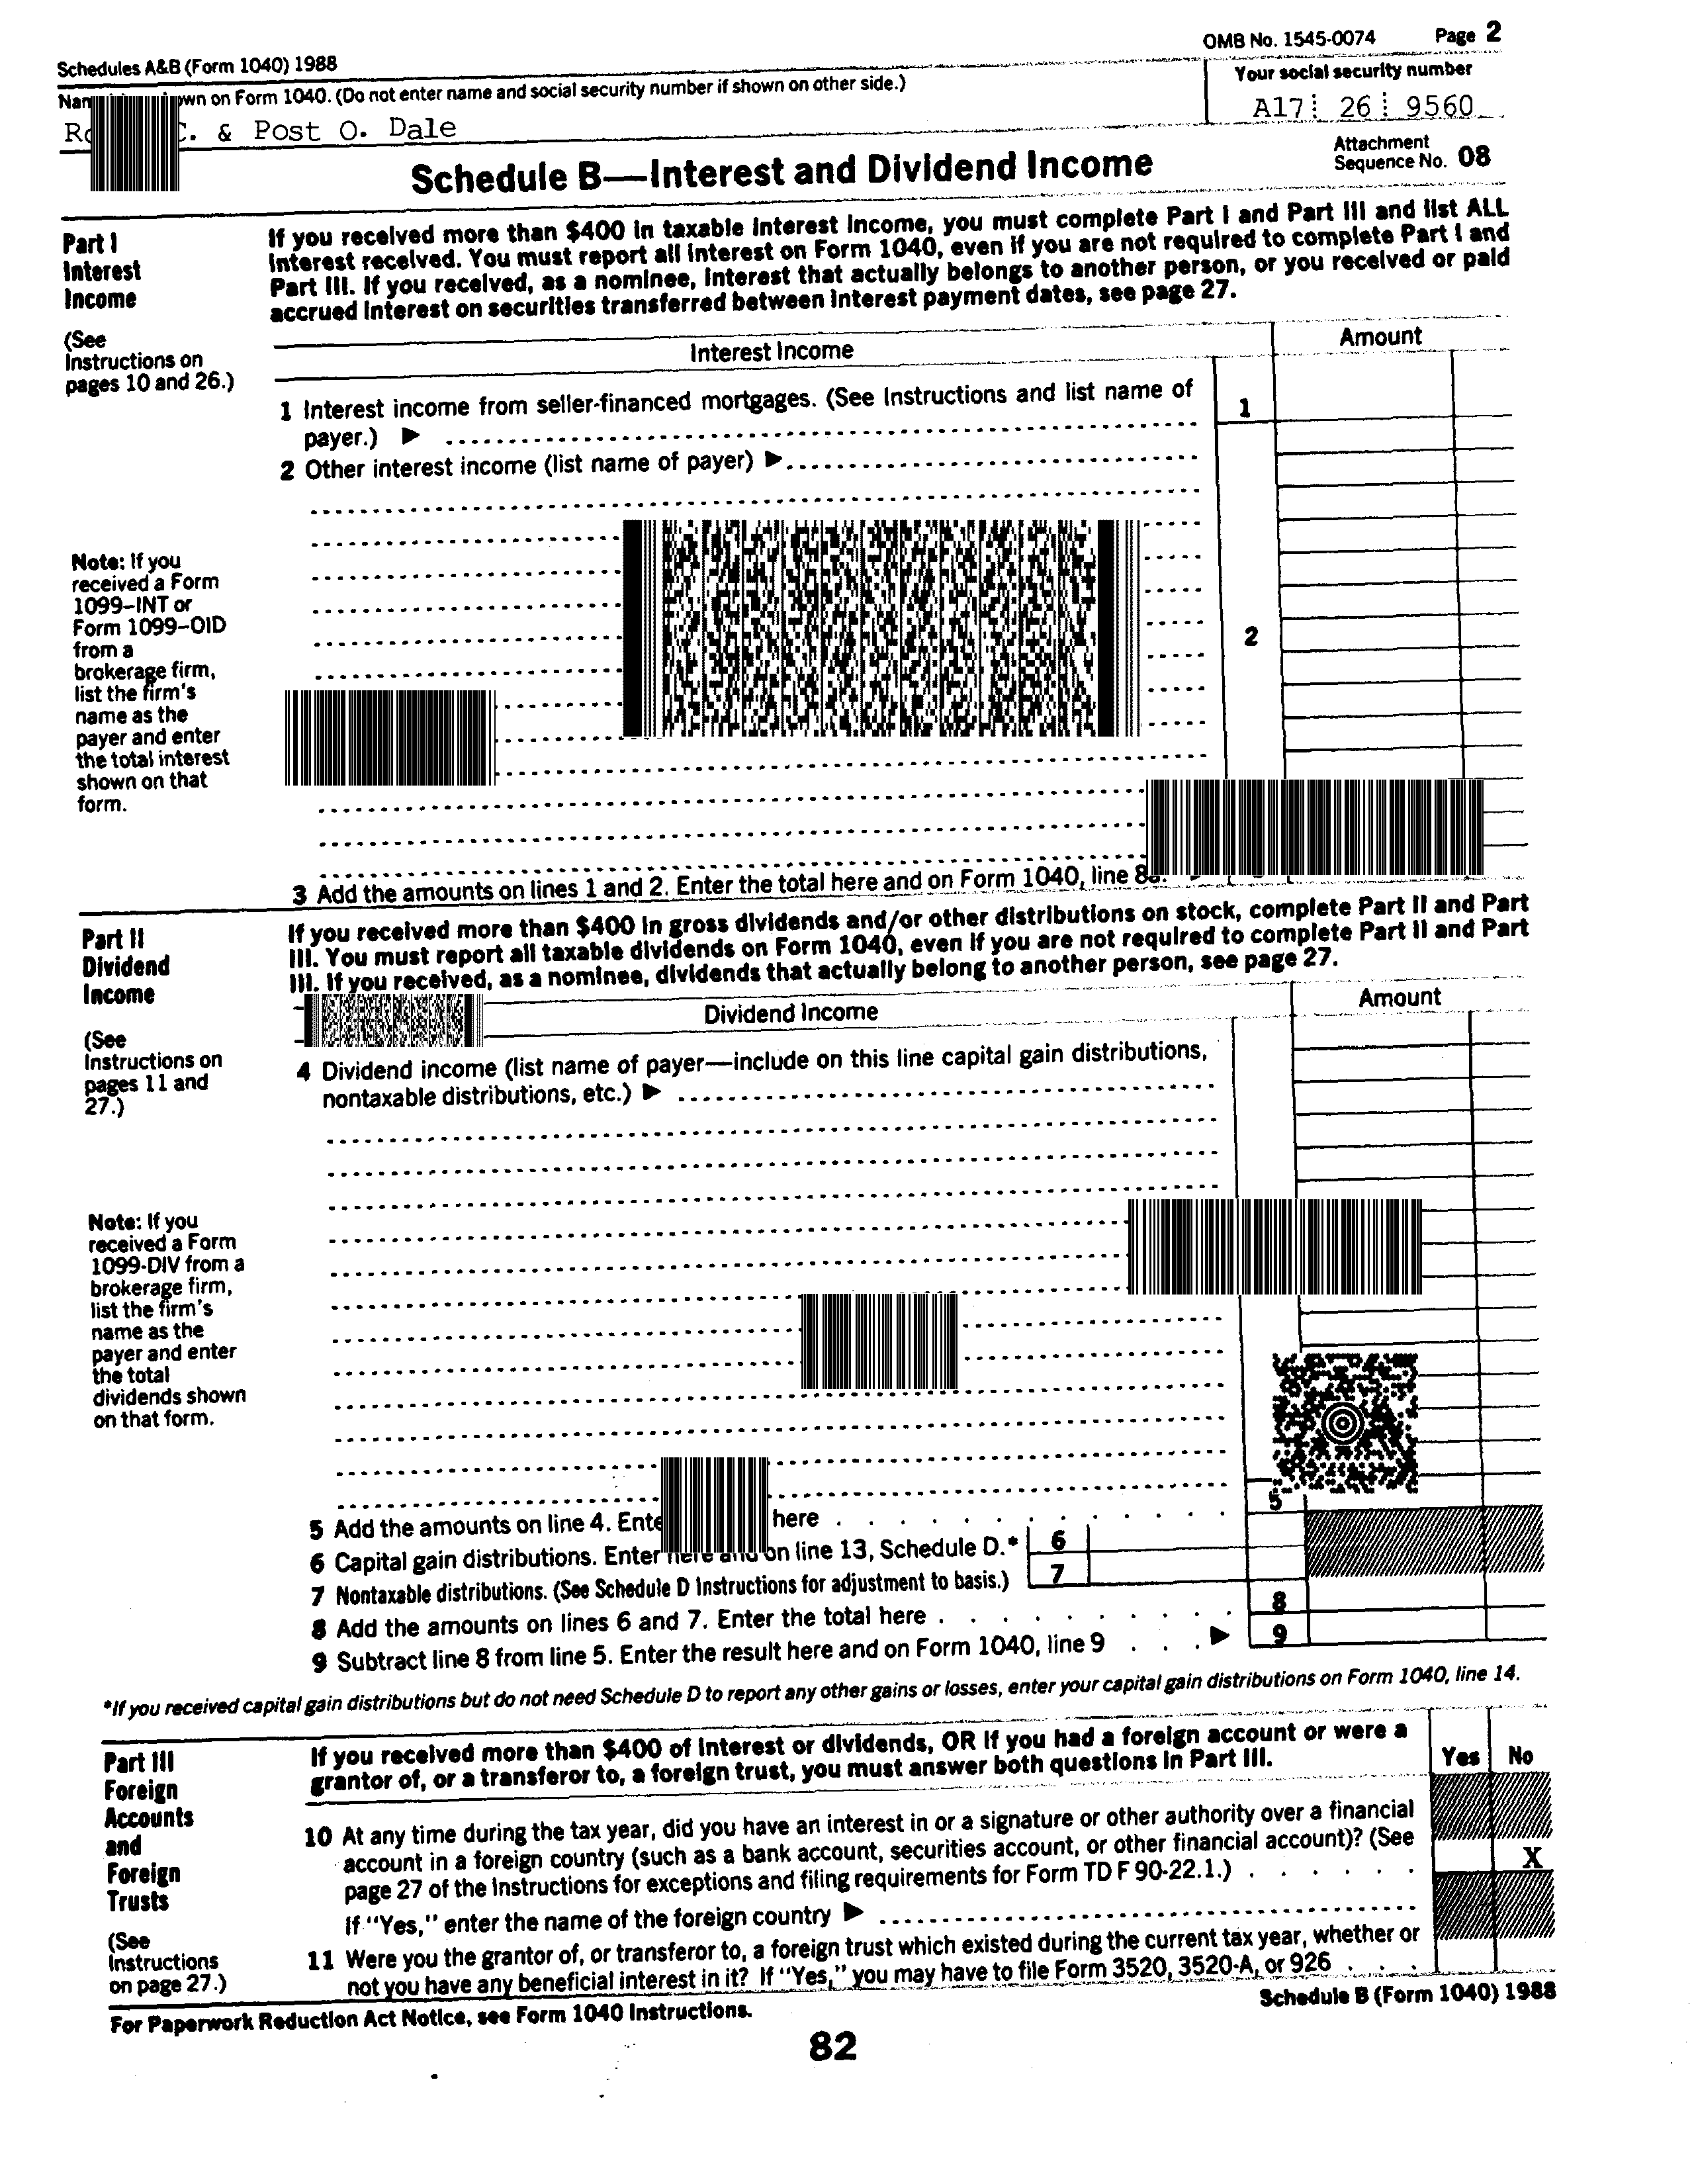 OMB No. 1545-0074 Page 2
Schedules A&B (Form 1040) 1988
Your social security number
wn on Form 1040. (Do not enter name and social security number if shown on other side.)
C. & Post O. Dale
A17 26 9560
Schedule B—Interest and Dividend Income
Attachment
Sequence No. 08
Part I
Interest
Income
(See
Instructions on
pages 10 and 26.)
If you received more than $400 in taxable interest income, you must complete Part I and Part III and list ALL
interest received. You must report all interest on Form 1040, even if you are not required to complete Part I and
Part III. If you received, as a nominee, interest that actually belongs to another person, or you received or paid
accrued interest on securities transferred between interest payment dates, see page 27.
Interest Income
Amount
1 Interest income from seller-financed mortgages. (See Instructions and list name of
payer.) ▶
1
2 Other interest income (list name of payer) ▶
2
Note: If you
received a Form
1099–INT or
Form 1099–OID
from a
brokerage firm,
list the firm's
name as the
payer and enter
the total interest
shown on that
form.
3 Add the amounts on lines 1 and 2. Enter the total here and on Form 1040, line
Part II
Dividend
Income
(See
Instructions on
pages 11 and
27.)
If you received more than $400 in gross dividends and/or other distributions on stock, complete Part II and Part
III. You must report all taxable dividends on Form 1040, even if you are not required to complete Part II and Part
III. If you received, as a nominee, dividends that actually belong to another person, see page 27.
Dividend Income
Amount
4 Dividend income (list name of payer—include on this line capital gain distributions,
nontaxable distributions, etc.) ▶
Note: If you
received a Form
1099-DIV from a
brokerage firm,
list the firm's
name as the
payer and enter
the total
dividends shown
on that form.
5 Add the amounts on line 4. Ente here
5
6 Capital gain distributions. Enter here and on line 13, Schedule D.*
6
7 Nontaxable distributions. (See Schedule D Instructions for adjustment to basis.)
7
8 Add the amounts on lines 6 and 7. Enter the total here
8
9 Subtract line 8 from line 5. Enter the result here and on Form 1040, line 9 ▶
9
*If you received capital gain distributions but do not need Schedule D to report any other gains or losses, enter your capital gain distributions on Form 1040, line 14.
Part III
Foreign
Accounts
and
Foreign
Trusts
(See
Instructions
on page 27.)
If you received more than $400 of interest or dividends, OR if you had a foreign account or were a
grantor of, or a transferor to, a foreign trust, you must answer both questions in Part III.
Yes No
10 At any time during the tax year, did you have an interest in or a signature or other authority over a financial
account in a foreign country (such as a bank account, securities account, or other financial account)? (See
page 27 of the Instructions for exceptions and filing requirements for Form TD F 90-22.1.)
X
If "Yes," enter the name of the foreign country ▶
11 Were you the grantor of, or transferor to, a foreign trust which existed during the current tax year, whether or
not you have any beneficial interest in it? If "Yes," you may have to file Form 3520, 3520-A, or 926
For Paperwork Reduction Act Notice, see Form 1040 Instructions.
Schedule B (Form 1040) 1988
82